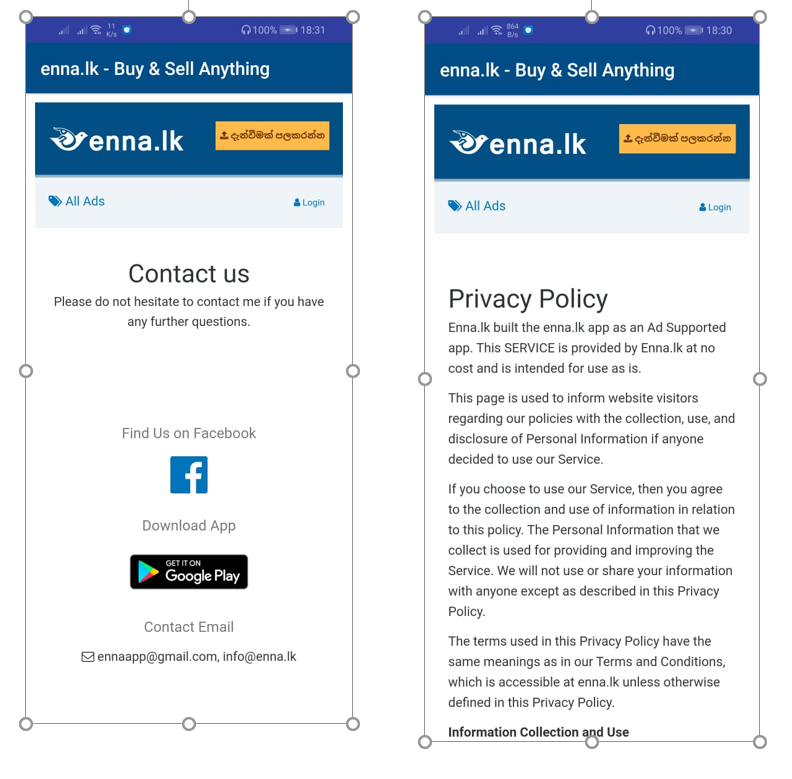 11
K/s
100%
18:31
enna.lk - Buy & Sell Anything
enna.lk
දැන්වීමක් පලකරන්න
All Ads
Login
Contact us
Please do not hesitate to contact me if you have
any further questions.
Find Us on Facebook
Download App
GET IT ON
Google Play
Contact Email
ennaapp@gmail.com, info@enna.lk
864
B/s
100%
18:30
enna.lk - Buy & Sell Anything
enna.lk
දැන්වීමක් පලකරන්න
All Ads
Login
Privacy Policy
Enna.lk built the enna.lk app as an Ad Supported
app. This SERVICE is provided by Enna.lk at no
cost and is intended for use as is.
This page is used to inform website visitors
regarding our policies with the collection, use, and
disclosure of Personal Information if anyone
decided to use our Service.
If you choose to use our Service, then you agree
to the collection and use of information in relation
to this policy. The Personal Information that we
collect is used for providing and improving the
Service. We will not use or share your information
with anyone except as described in this Privacy
Policy.
The terms used in this Privacy Policy have the
same meanings as in our Terms and Conditions,
which is accessible at enna.lk unless otherwise
defined in this Privacy Policy.
Information Collection and Use